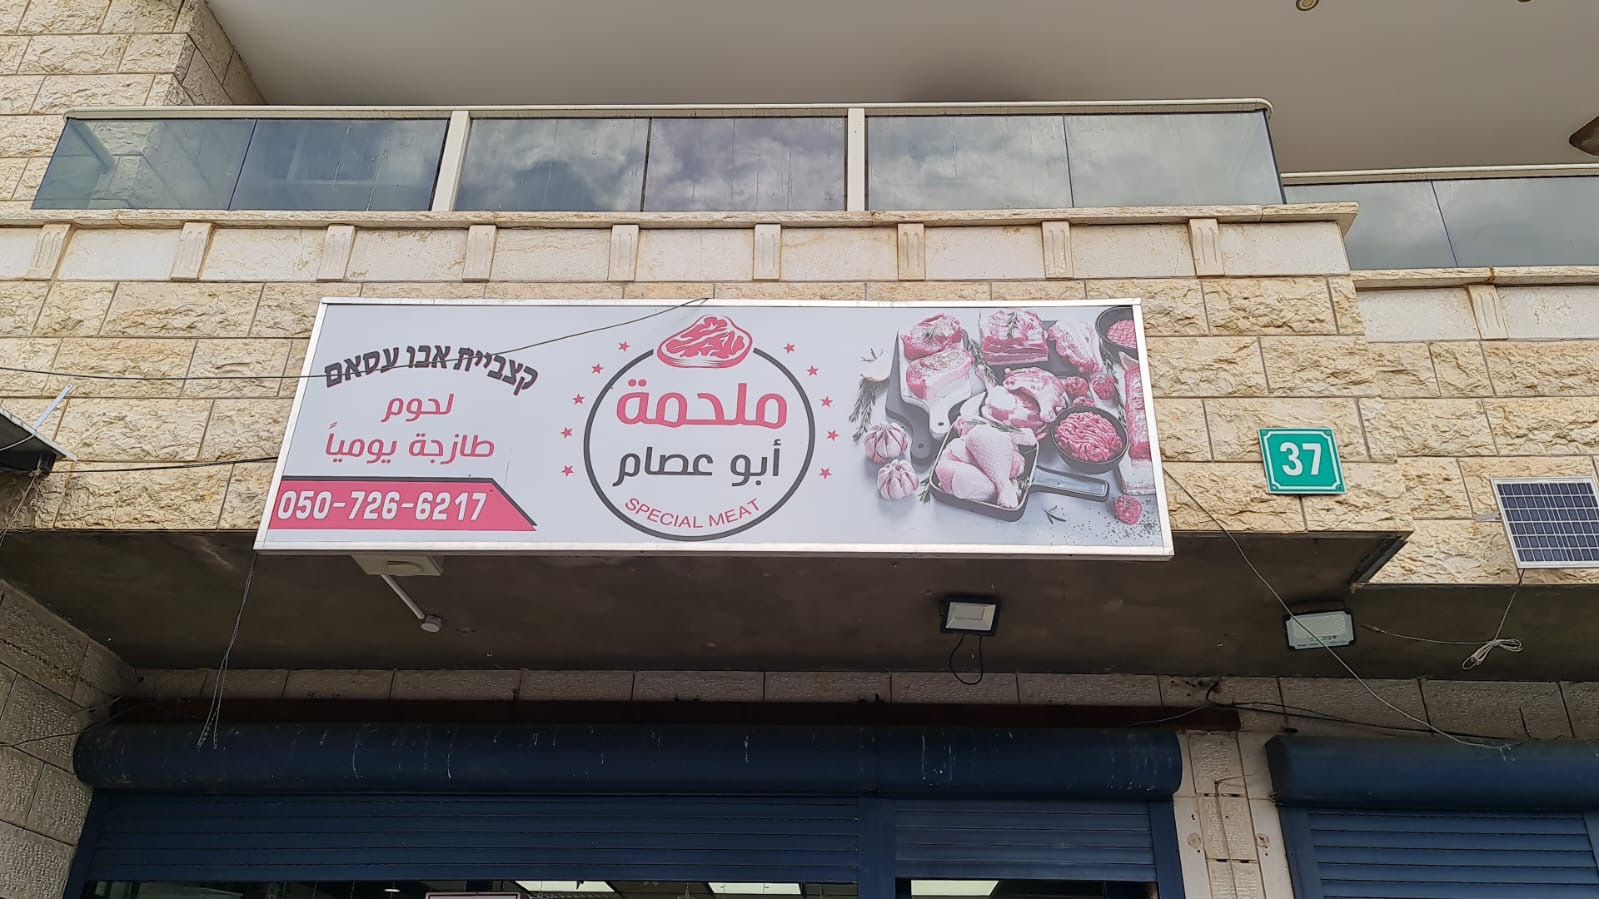 קצביית אבו עסאם
لحوم
طازجة يومياً
050-726-6217
ملحمة
أبو عصام
SPECIAL MEAT
37